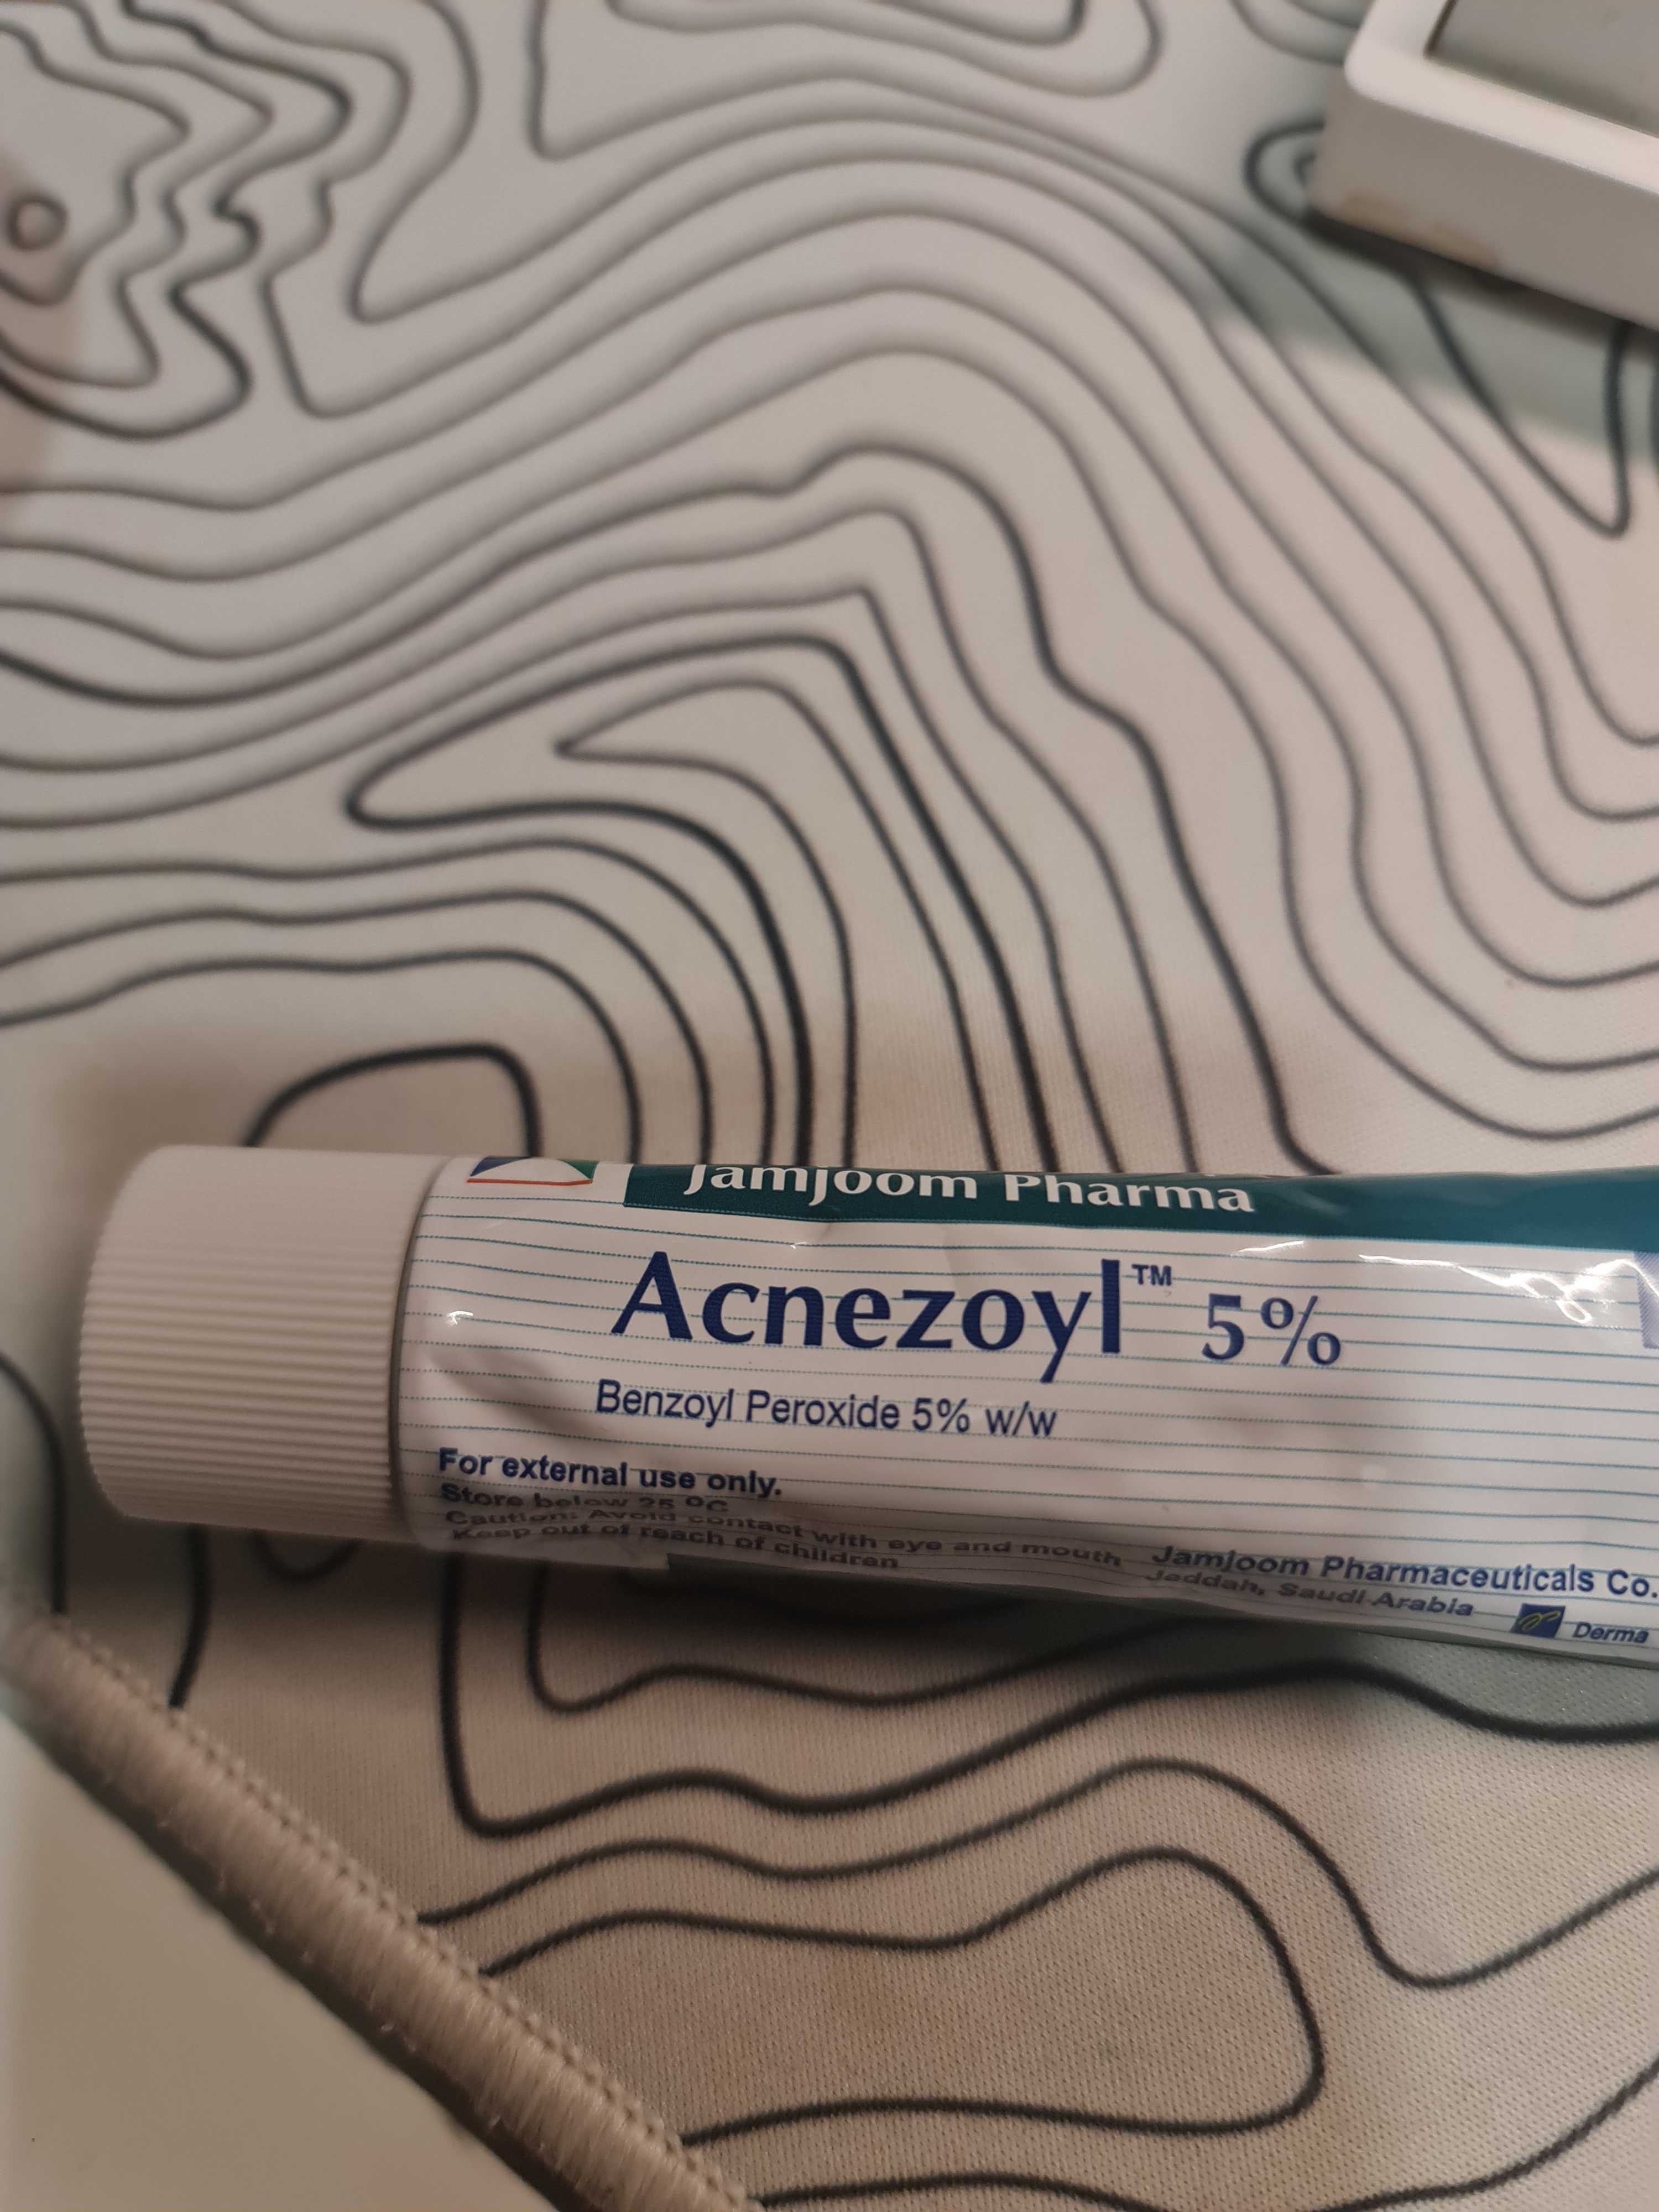 Jamjoom Pharma
Acnezoyl™ 5%
Benzoyl Peroxide 5% w/w
For external use only.
Store below 25 ºC
Caution: Avoid contact with eye and mouth
Keep out of reach of children
Jamjoom Pharmaceuticals Co.
Jeddah, Saudi Arabia
Derma